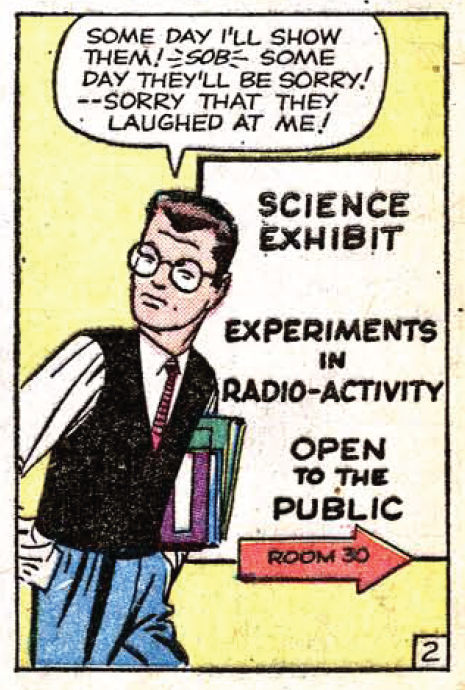 SOME DAY I'LL SHOW
THEM! SOB SOME
DAY THEY'LL BE SORRY!
--SORRY THAT THEY
LAUGHED AT ME!
SCIENCE
EXHIBIT
EXPERIMENTS
IN
RADIO-ACTIVITY
OPEN
TO THE
PUBLIC
ROOM 30
2